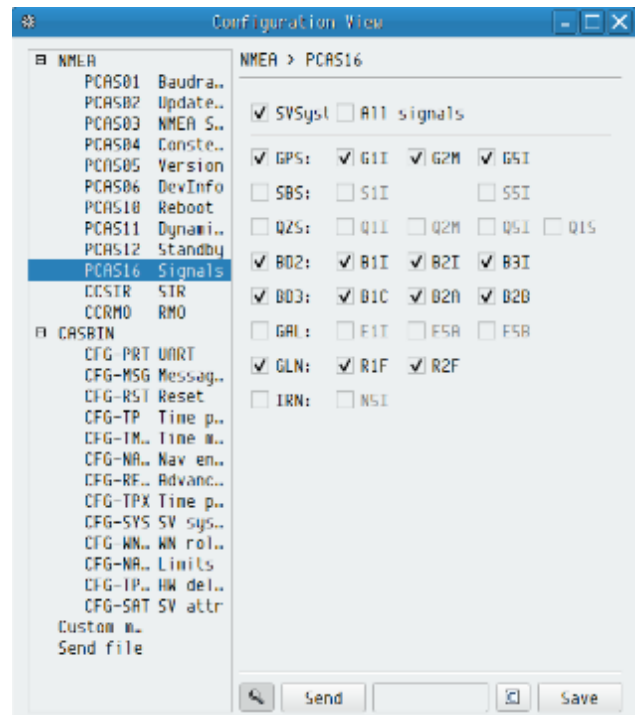 Configuration View
NMEA
PCAS01 Baudra..
PCAS02 Update..
PCAS03 NMEA S..
PCAS04 Conste..
PCAS05 Version
PCAS06 DevInfo
PCAS10 Reboot
PCAS11 Dynami..
PCAS12 Standby
PCAS16 Signals
CCSIR SIR
CCRMO RMO
CASBIN
CFG-PRT UART
CFG-MSG Messag..
CFG-RST Reset
CFG-TP Time p..
CFG-TM.. Time m..
CFG-NA.. Nav en..
CFG-RE.. Advanc..
CFG-TPX Time p..
CFG-SYS SV sys..
CFG-WN.. WN rol..
CFG-NA.. Limits
CFG-TP.. HW del..
CFG-SAT SV attr
Custom m..
Send file
NMEA > PCAS16
SVSyst All signals
GPS: G1I G2M G5I
SBS: S1I S5I
QZS: Q1I Q2M Q5I Q1S
BD2: B1I B2I B3I
BD3: B1C B2A B2B
GAL: E1I E5A E5B
GLN: R1F R2F
IRN: N5I
Send
C
Save